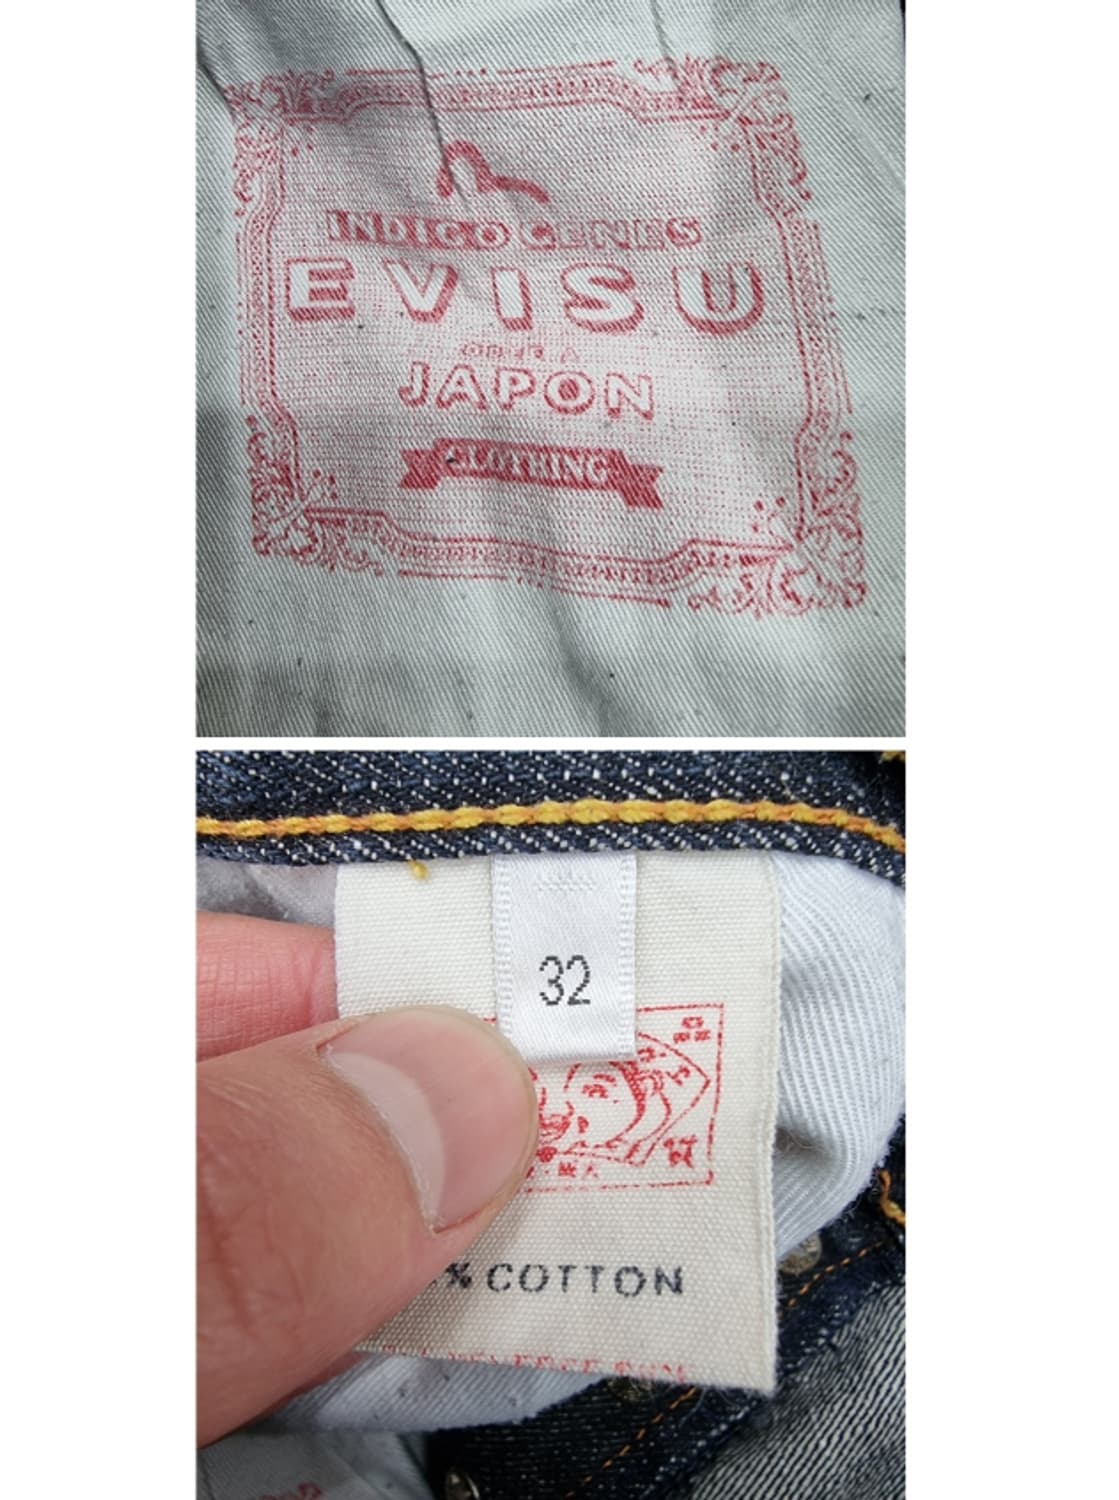 INDIGO GENES
EVISU
JAPON
CLOTHING
32
% COTTON